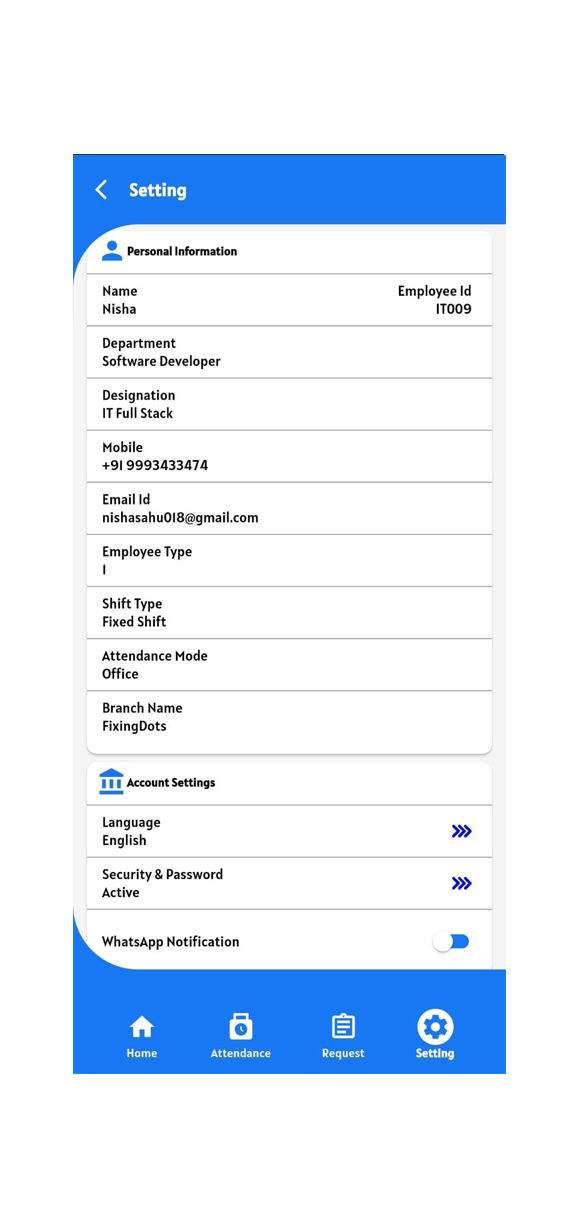 Setting
Personal Information
Name Employee Id
Nisha IT009
Department
Software Developer
Designation
IT Full Stack
Mobile
+91 9993433474
Email Id
nishasahu018@gmail.com
Employee Type
1
Shift Type
Fixed Shift
Attendance Mode
Office
Branch Name
FixingDots
Account Settings
Language
English
Security & Password
Active
WhatsApp Notification
Home Attendance Request Setting